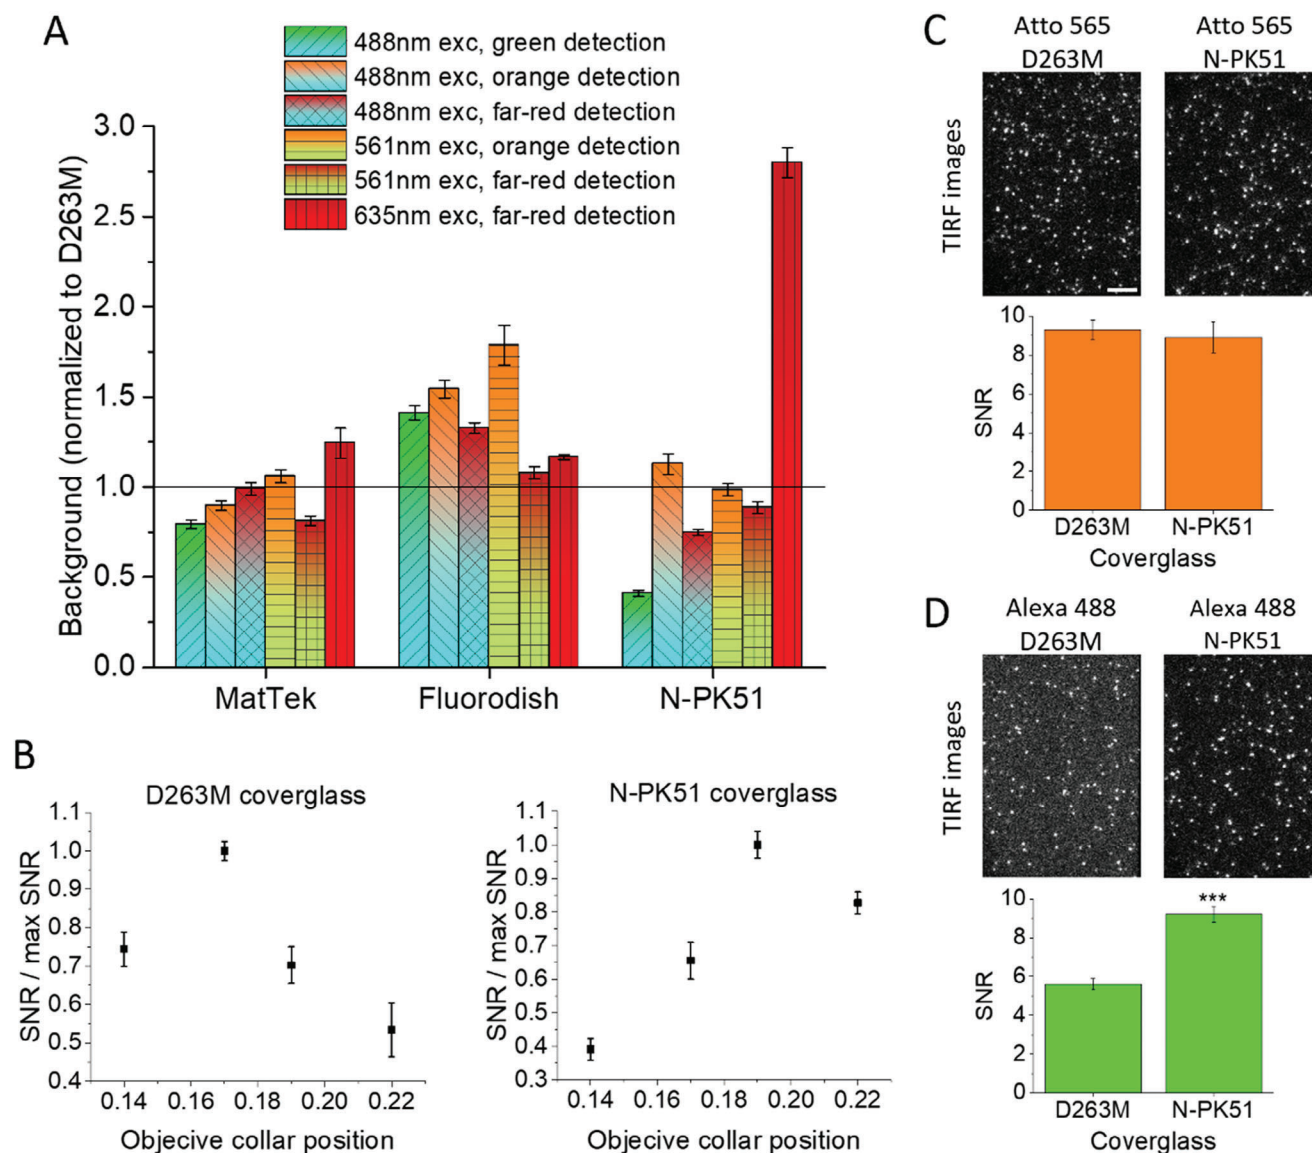 A
488nm exc, green detection
488nm exc, orange detection
488nm exc, far-red detection
561nm exc, orange detection
561nm exc, far-red detection
635nm exc, far-red detection
Background (normalized to D263M)
3.0
2.5
2.0
1.5
1.0
0.5
0.0
MatTek Fluorodish N-PK51
B
D263M coverglass
SNR / max SNR
1.1
1.0
0.9
0.8
0.7
0.6
0.5
0.4
0.14 0.16 0.18 0.20 0.22
Objecive collar position
N-PK51 coverglass
SNR / max SNR
1.1
1.0
0.9
0.8
0.7
0.6
0.5
0.4
0.3
0.14 0.16 0.18 0.20 0.22
Objecive collar position
C
Atto 565 Atto 565
D263M N-PK51
TIRF images
SNR
10
8
6
4
2
0
D263M N-PK51
Coverglass
D
Alexa 488 Alexa 488
D263M N-PK51
TIRF images
SNR
10
8
6
4
2
0
***
D263M N-PK51
Coverglass